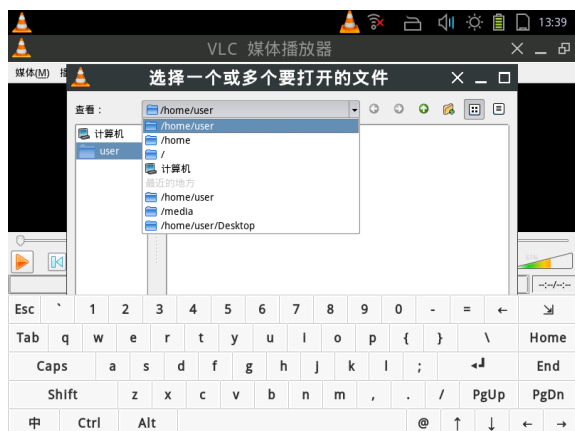 13:39
VLC 媒体播放器
媒体(M)
选择一个或多个要打开的文件
查看：
/home/user
计算机
user
/home/user
/home
/
计算机
最近的地方
/home/user
/media
/home/user/Desktop
--:--/--:--
Esc ` 1 2 3 4 5 6 7 8 9 0 - = ←
Tab q w e r t y u i o p { } \ Home
Caps a s d f g h j k l ; End
Shift z x c v b n m , . / PgUp PgDn
中 Ctrl Alt @ ↑ ↓ ← →